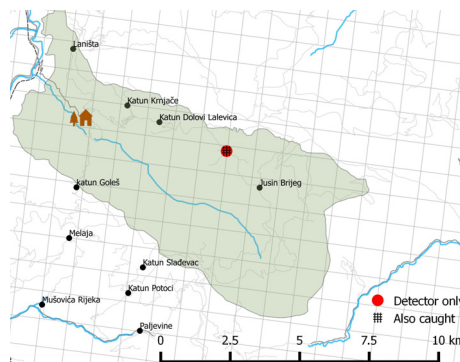 Laništa
Katun Krnjače
Katun Dolovi Lalevica
Jusin Brijeg
katun Goleš
Melaja
Katun Slađevac
Katun Potoci
Mušovića Rijeka
Paljevine
Detector only
Also caught
0 2.5 5 7.5 10 km